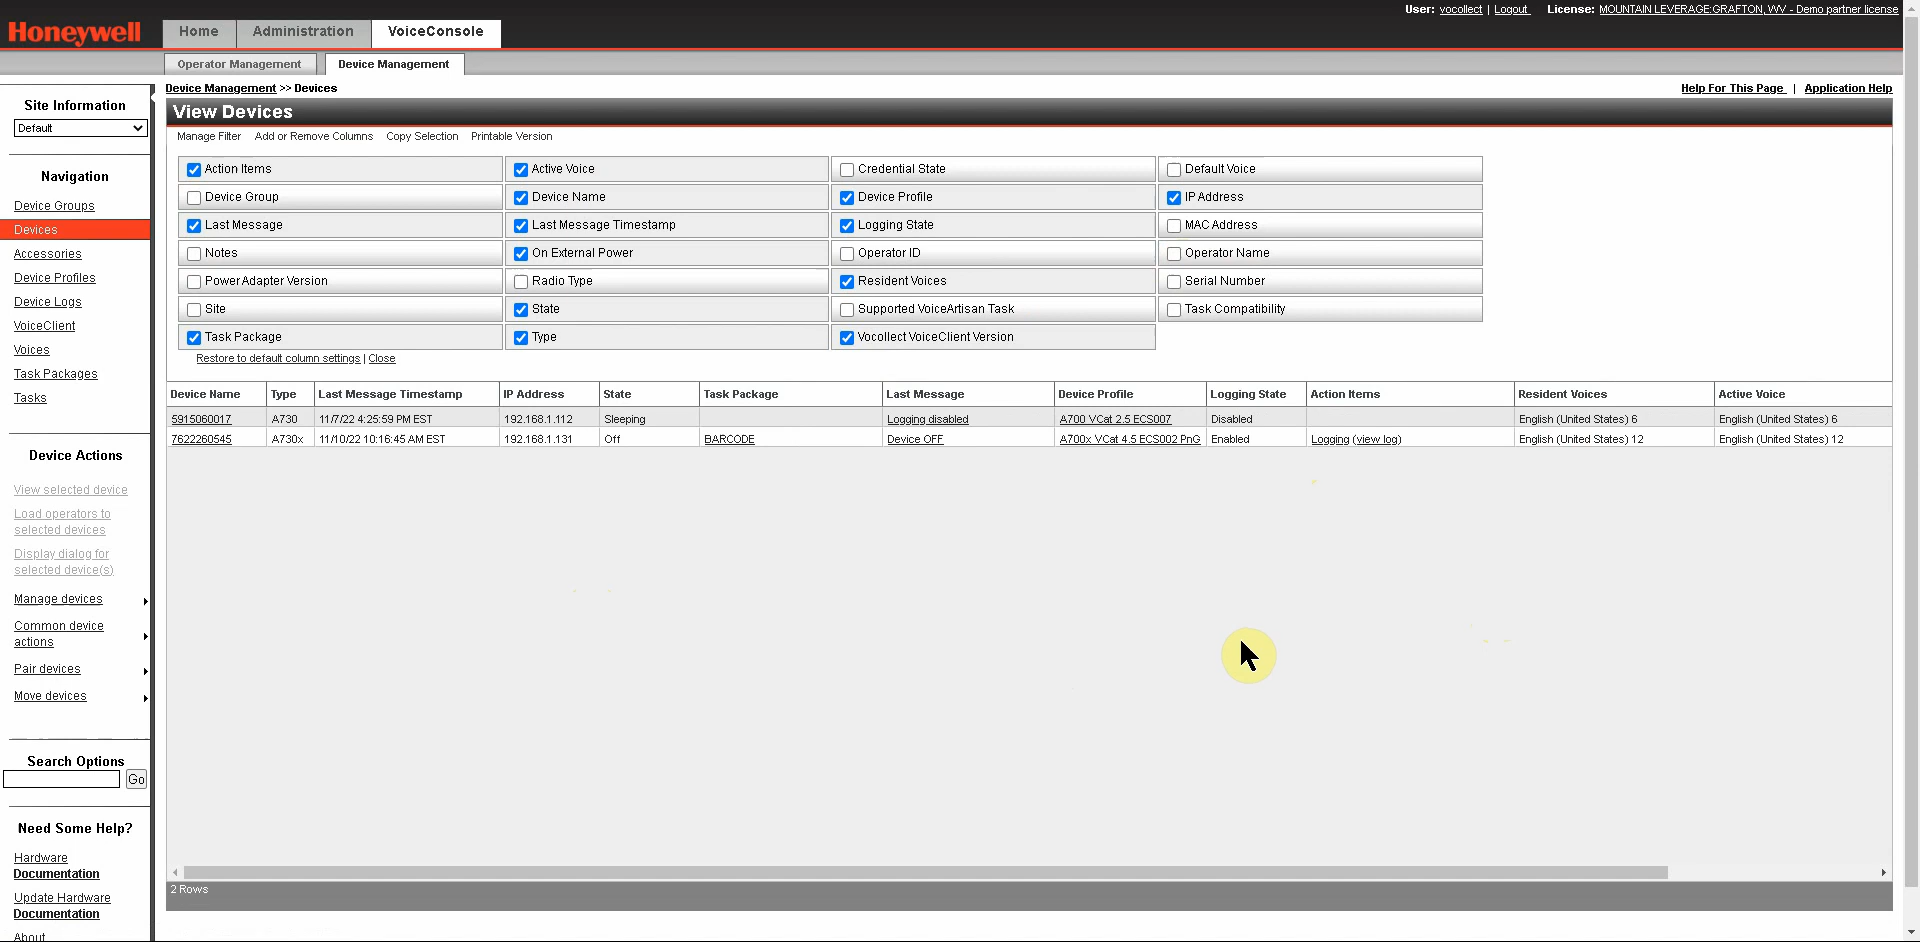 User: vocollect | Logout License: MOUNTAIN LEVERAGE:GRAFTON, WV - Demo partner license
Honeywell
Home Administration VoiceConsole
Operator Management Device Management
Device Management >> Devices
Help For This Page | Application Help
Site Information
Default
Navigation
Device Groups
Devices
Accessories
Device Profiles
Device Logs
VoiceClient
Voices
Task Packages
Tasks
Device Actions
View selected device
Load operators to
selected devices
Display dialog for
selected device(s)
Manage devices
Common device
actions
Pair devices
Move devices
Search Options
Go
Need Some Help?
Hardware
Documentation
Update Hardware
Documentation
About
View Devices
Manage Filter Add or Remove Columns Copy Selection Printable Version
Action Items Active Voice Credential State Default Voice
Device Group Device Name Device Profile IP Address
Last Message Last Message Timestamp Logging State MAC Address
Notes On External Power Operator ID Operator Name
Power Adapter Version Radio Type Resident Voices Serial Number
Site State Supported VoiceArtisan Task Task Compatibility
Task Package Type Vocollect VoiceClient Version
Restore to default column settings | Close
Device Name Type Last Message Timestamp IP Address State Task Package Last Message Device Profile Logging State Action Items Resident Voices Active Voice
5915060017 A730 11/7/22 4:25:59 PM EST 192.168.1.112 Sleeping Logging disabled A700 VCat 2.5 ECS007 Disabled English (United States) 6 English (United States) 6
7622260545 A730x 11/10/22 10:16:45 AM EST 192.168.1.131 Off BARCODE Device OFF A700x VCat 4.5 ECS002 PnG Enabled Logging (view log) English (United States) 12 English (United States) 12
2 Rows